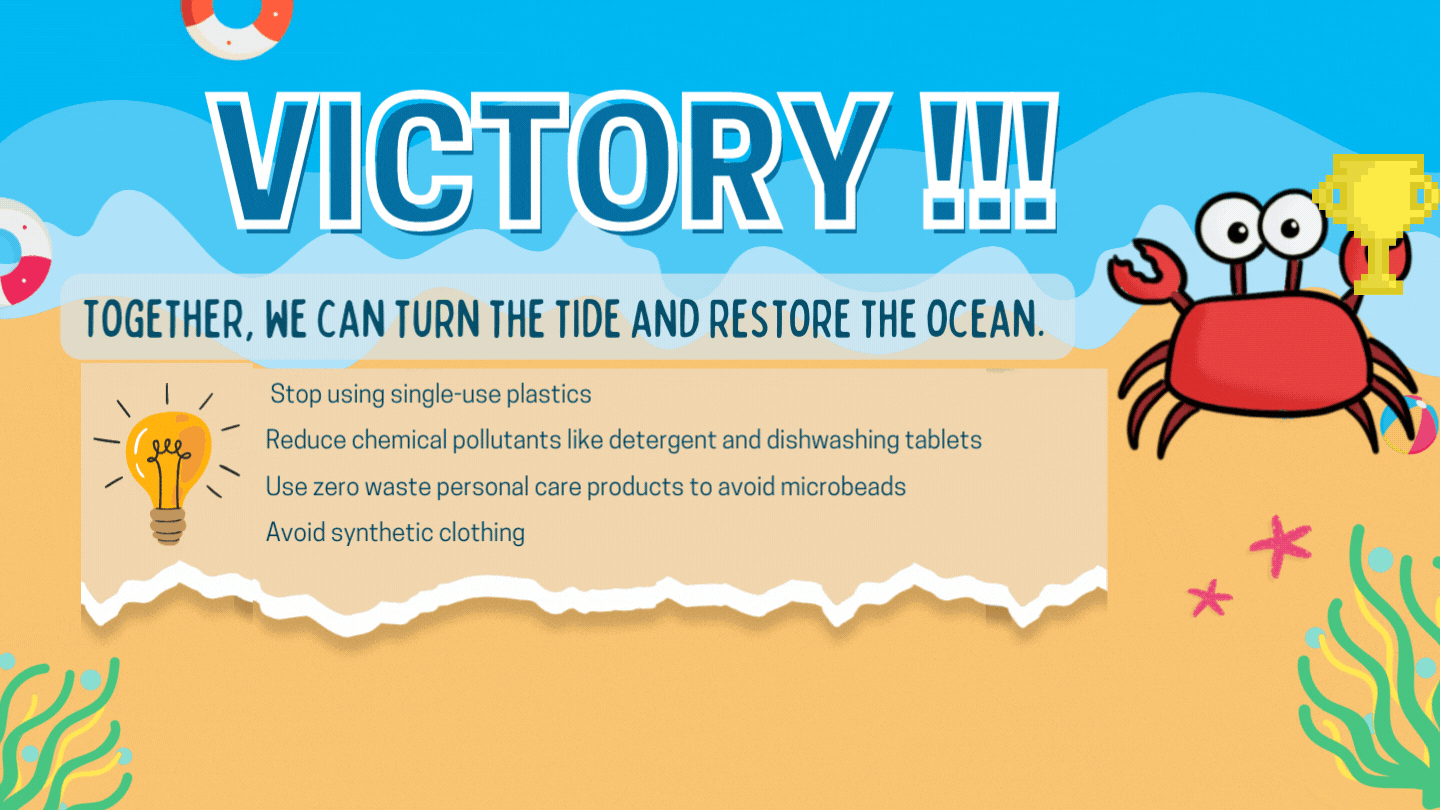 VICTORY !!!
TOGETHER, WE CAN TURN THE TIDE AND RESTORE THE OCEAN.
Stop using single-use plastics
Reduce chemical pollutants like detergent and dishwashing tablets
Use zero waste personal care products to avoid microbeads
Avoid synthetic clothing